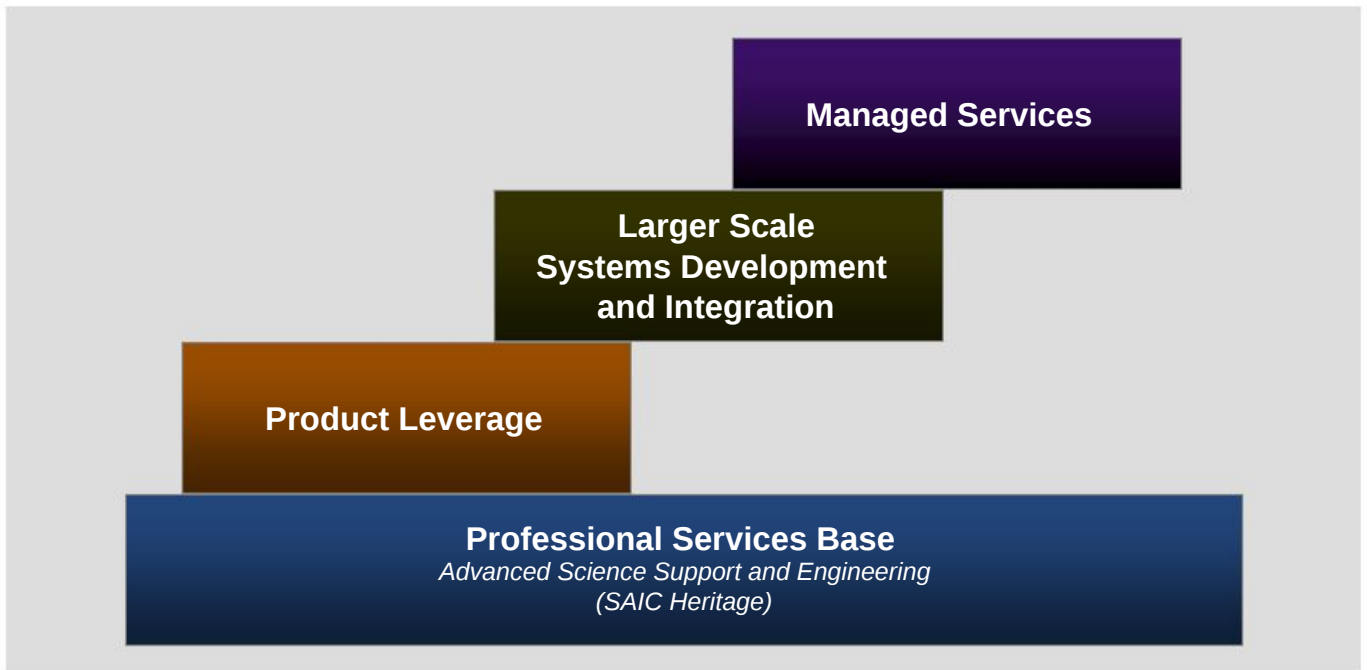 Managed Services
Larger Scale
Systems Development
and Integration
Product Leverage
Professional Services Base
Advanced Science Support and Engineering
(SAIC Heritage)